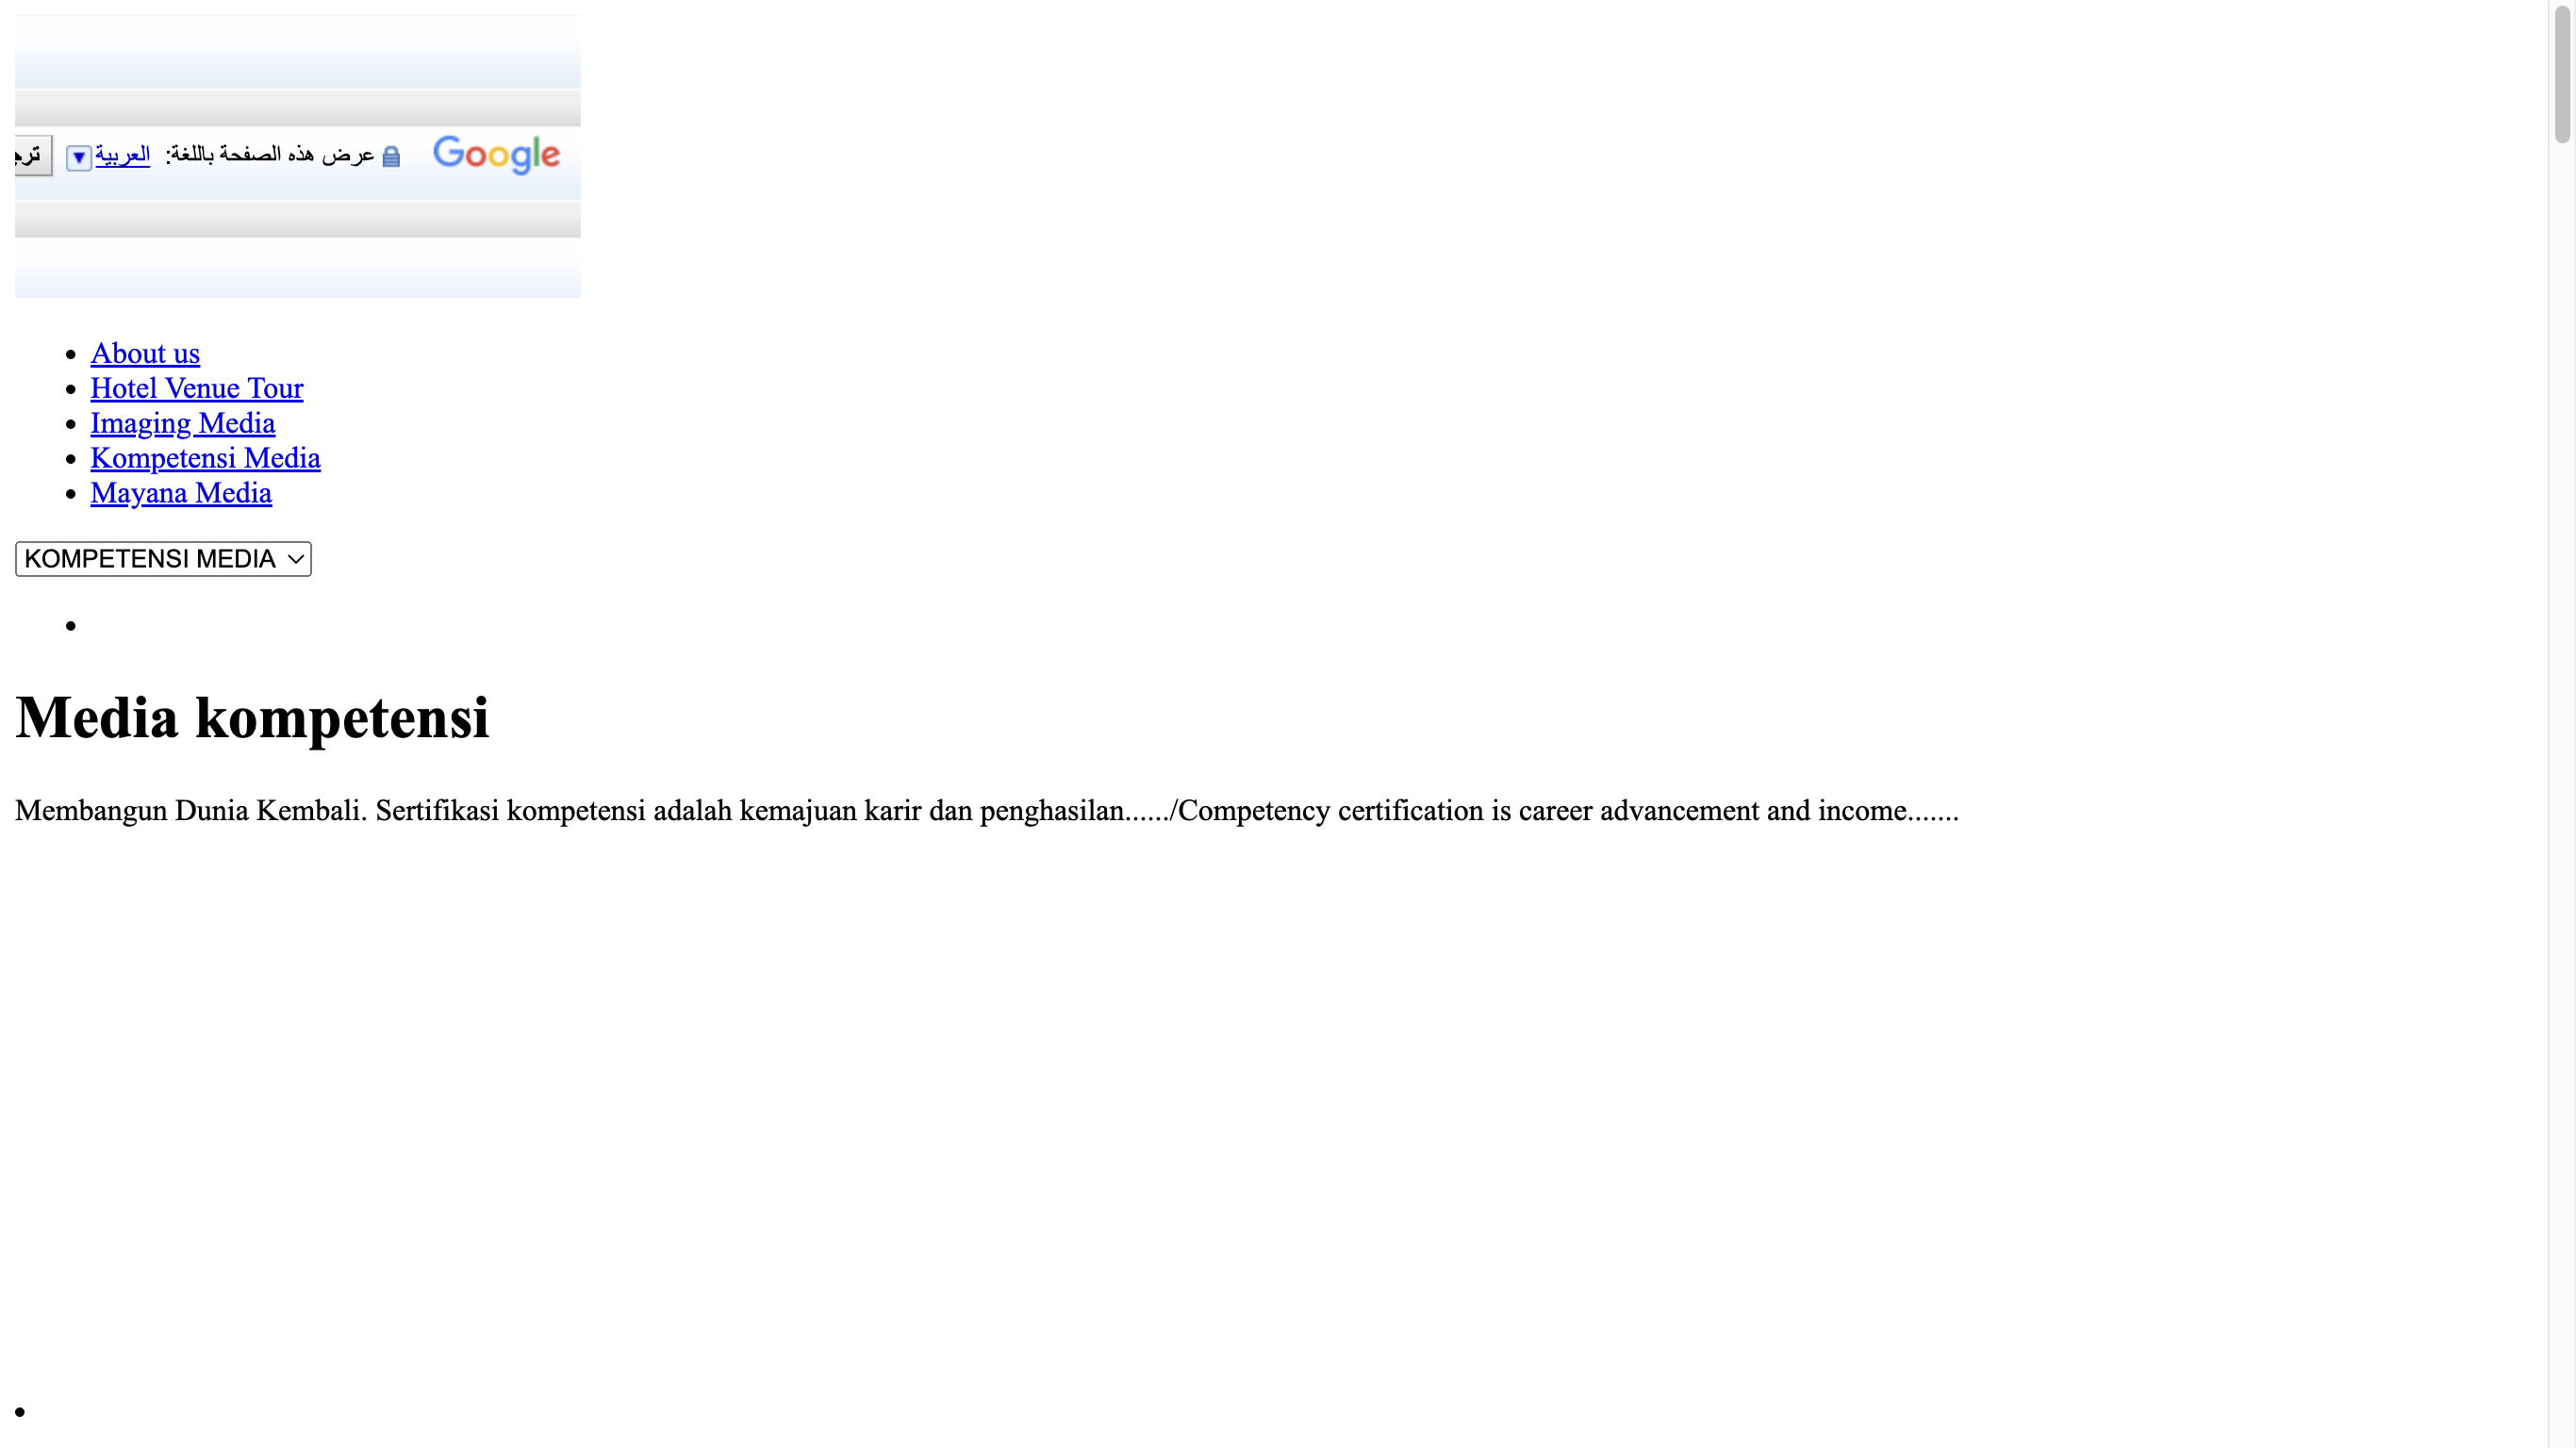 Google عرض هذه الصفحة باللغة: العربية
About us
Hotel Venue Tour
Imaging Media
Kompetensi Media
Mayana Media
KOMPETENSI MEDIA
Media kompetensi
Membangun Dunia Kembali. Sertifikasi kompetensi adalah kemajuan karir dan penghasilan....../Competency certification is career advancement and income.......